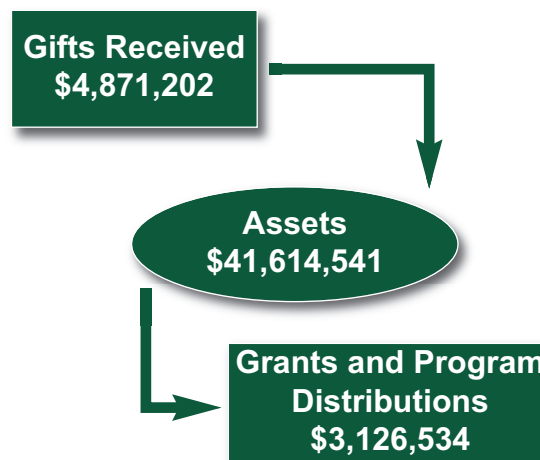 Gifts Received
$4,871,202
Assets
$41,614,541
Grants and Program
Distributions
$3,126,534